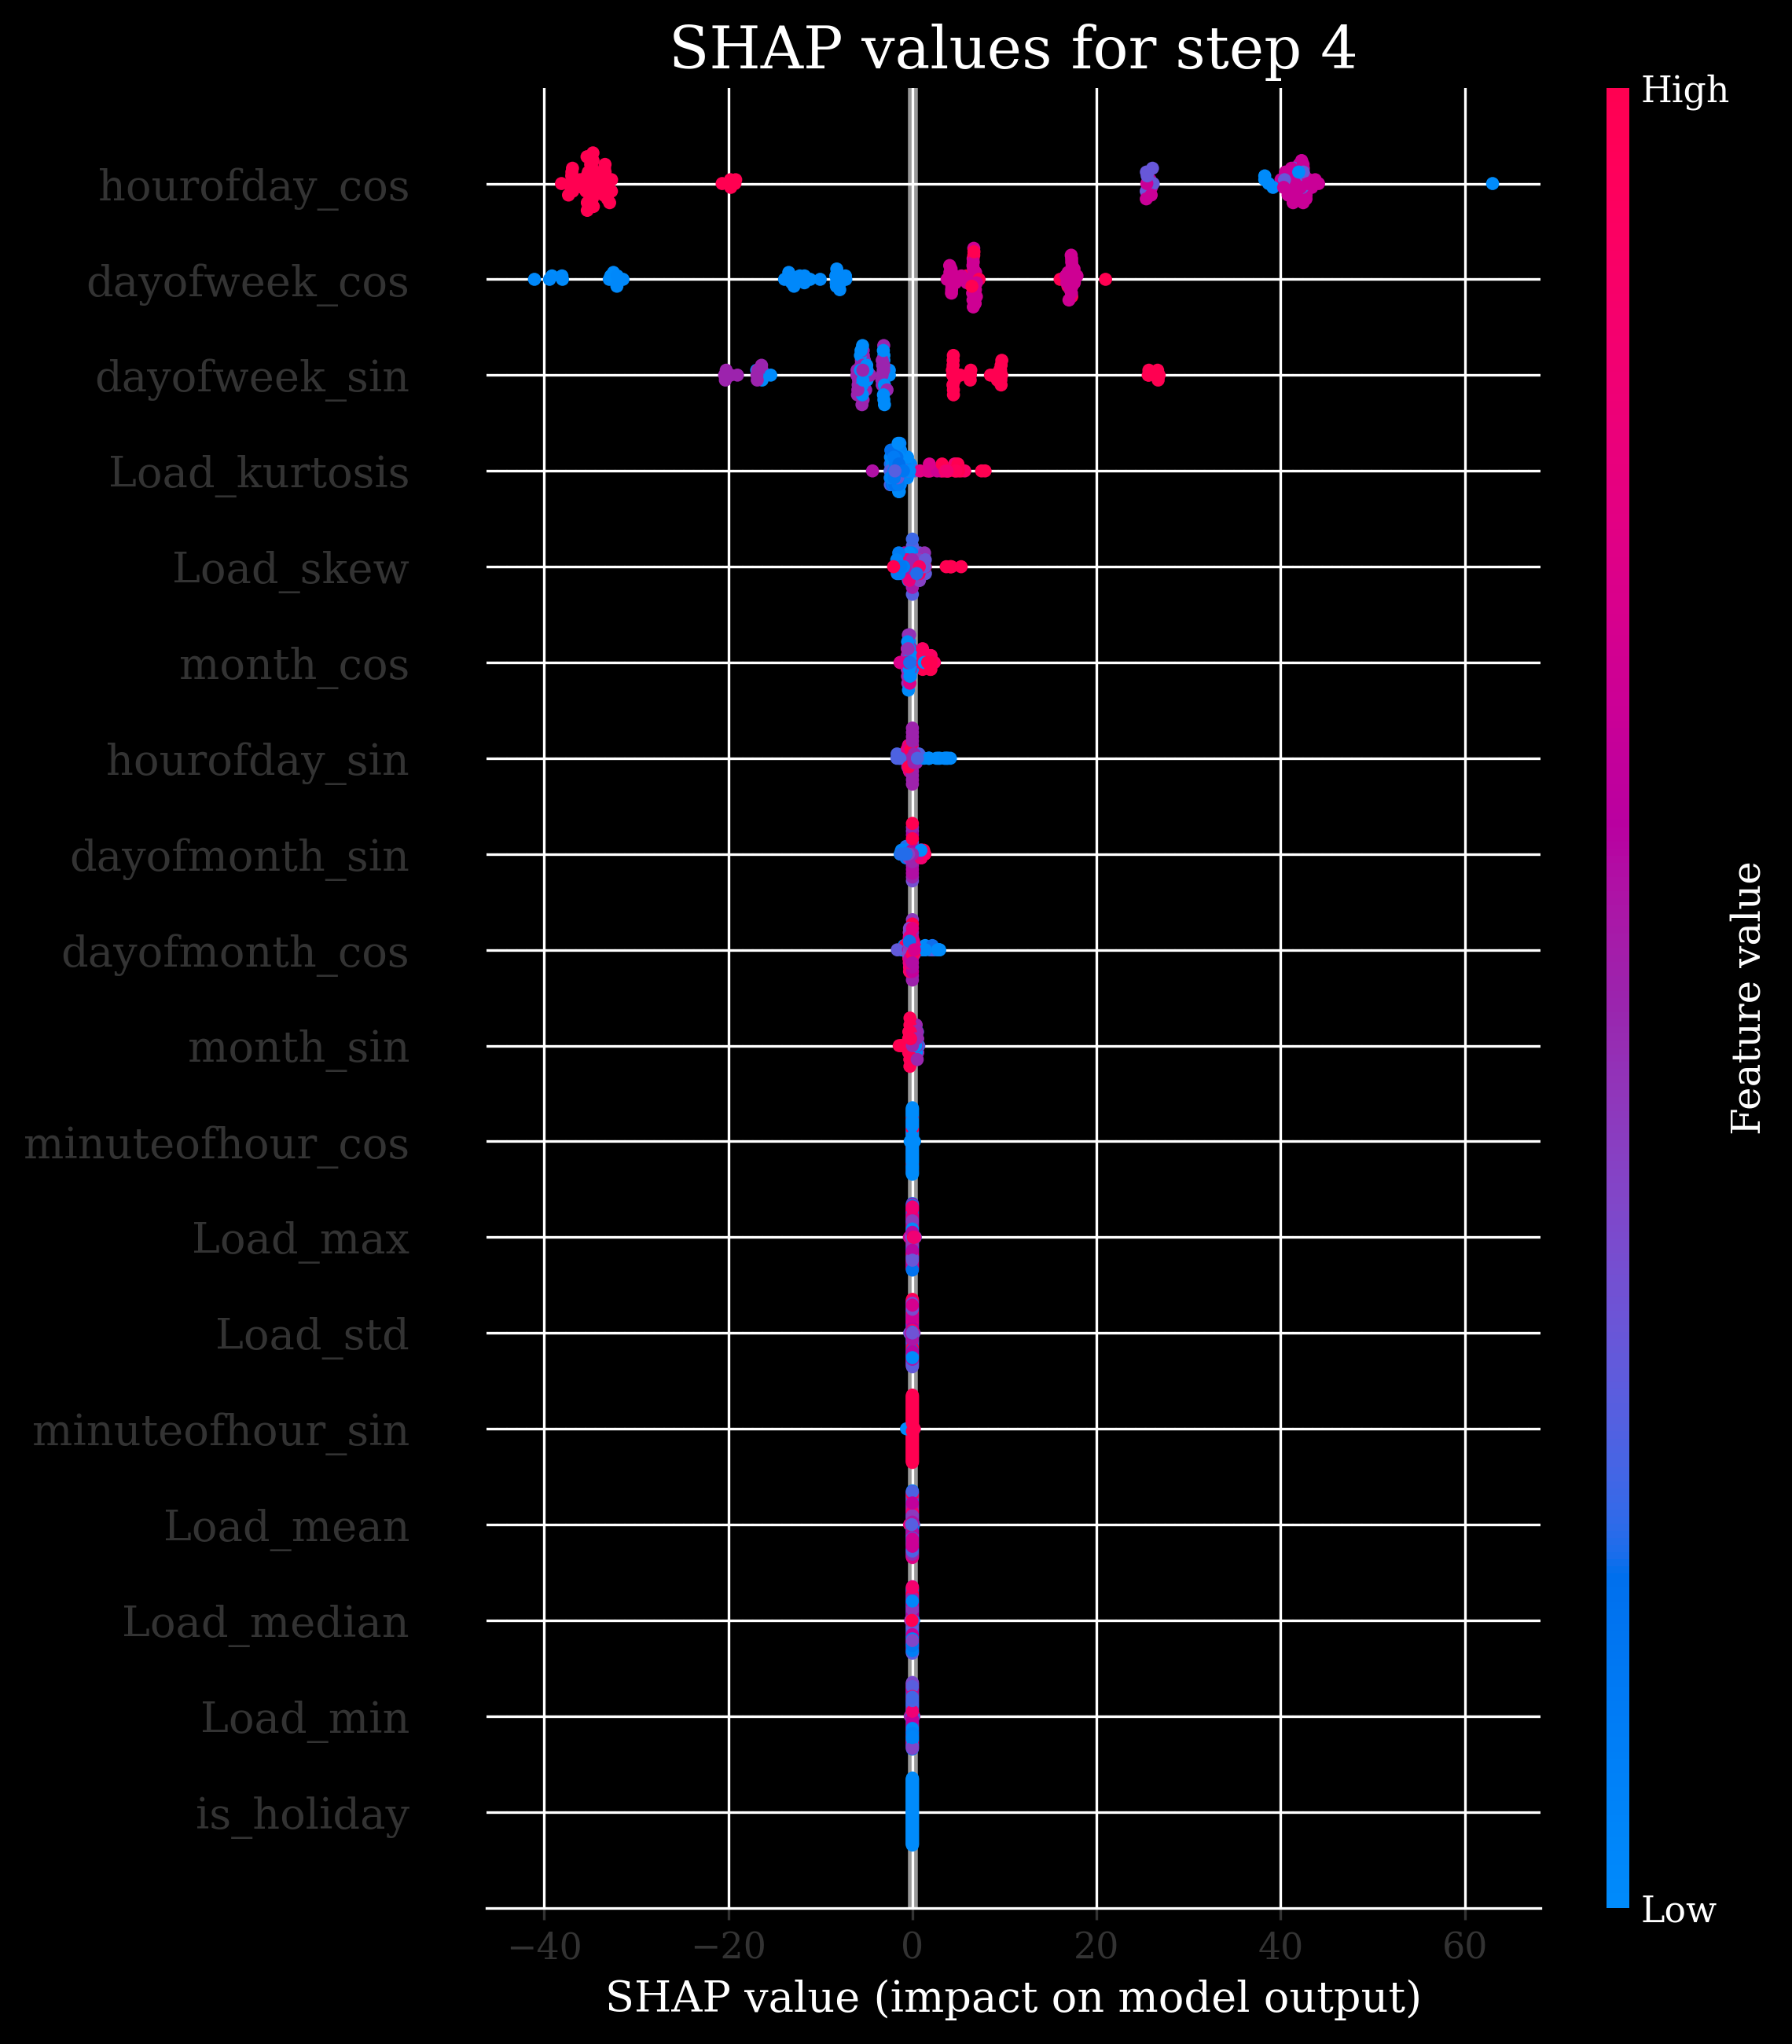 SHAP values for step 4
High
hourofday_cos
dayofweek_cos
dayofweek_sin
Load_kurtosis
Load_skew
month_cos
hourofday_sin
dayofmonth_sin
dayofmonth_cos
month_sin
minuteofhour_cos
Load_max
Load_std
minuteofhour_sin
Load_mean
Load_median
Load_min
is_holiday
Feature value
Low
−40 −20 0 20 40 60
SHAP value (impact on model output)